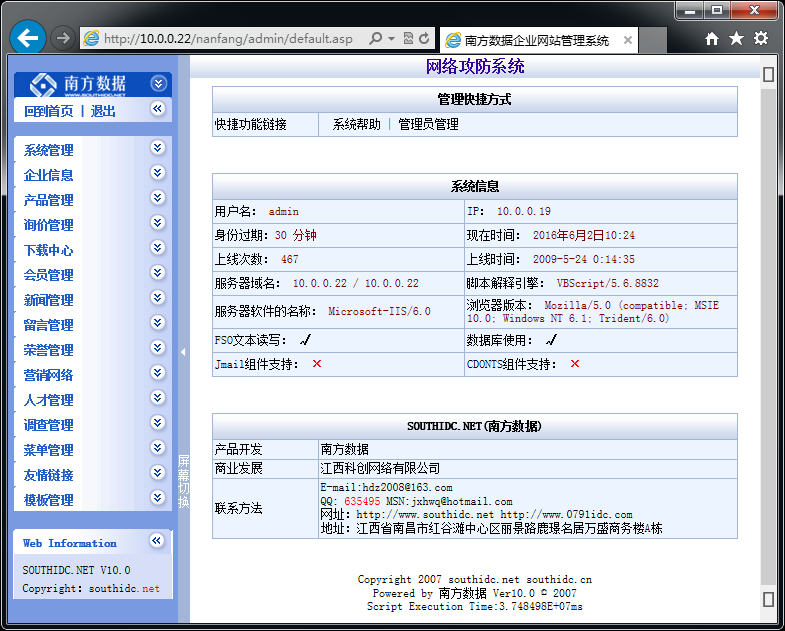 http://10.0.0.22/nanfang/admin/default.asp
南方数据企业网站管理系统
南方数据
WWW.SOUTHIDC.NET
回到首页 | 退出
系统管理
企业信息
产品管理
询价管理
下载中心
会员管理
新闻管理
留言管理
荣誉管理
营销网络
人才管理
调查管理
菜单管理
友情链接
模板管理
Web Information
SOUTHIDC.NET V10.0
Copyright: southidc.net
屏幕切换
网络攻防系统
管理快捷方式
快捷功能链接 系统帮助 | 管理员管理
系统信息
用户名: admin IP: 10.0.0.19
身份过期: 30 分钟 现在时间: 2016年6月2日10:24
上线次数: 467 上线时间: 2009-5-24 0:14:35
服务器域名: 10.0.0.22 / 10.0.0.22 脚本解释引擎: VBScript/5.6.8832
服务器软件的名称: Microsoft-IIS/6.0 浏览器版本: Mozilla/5.0 (compatible; MSIE
10.0; Windows NT 6.1; Trident/6.0)
FSO文本读写: ✓ 数据库使用: ✓
Jmail组件支持: × CDONTS组件支持: ×
SOUTHIDC.NET(南方数据)
产品开发 南方数据
商业发展 江西科创网络有限公司
联系方法
E-mail:hdz2008@163.com
QQ: 635495 MSN:jxhwq@hotmail.com
网址: http://www.southidc.net http://www.0791idc.com
地址: 江西省南昌市红谷滩中心区丽景路鹿璟名居万盛商务楼A栋
Copyright 2007 southidc.net southidc.cn
Powered by 南方数据 Ver10.0 © 2007
Script Execution Time:3.748498E+07ms